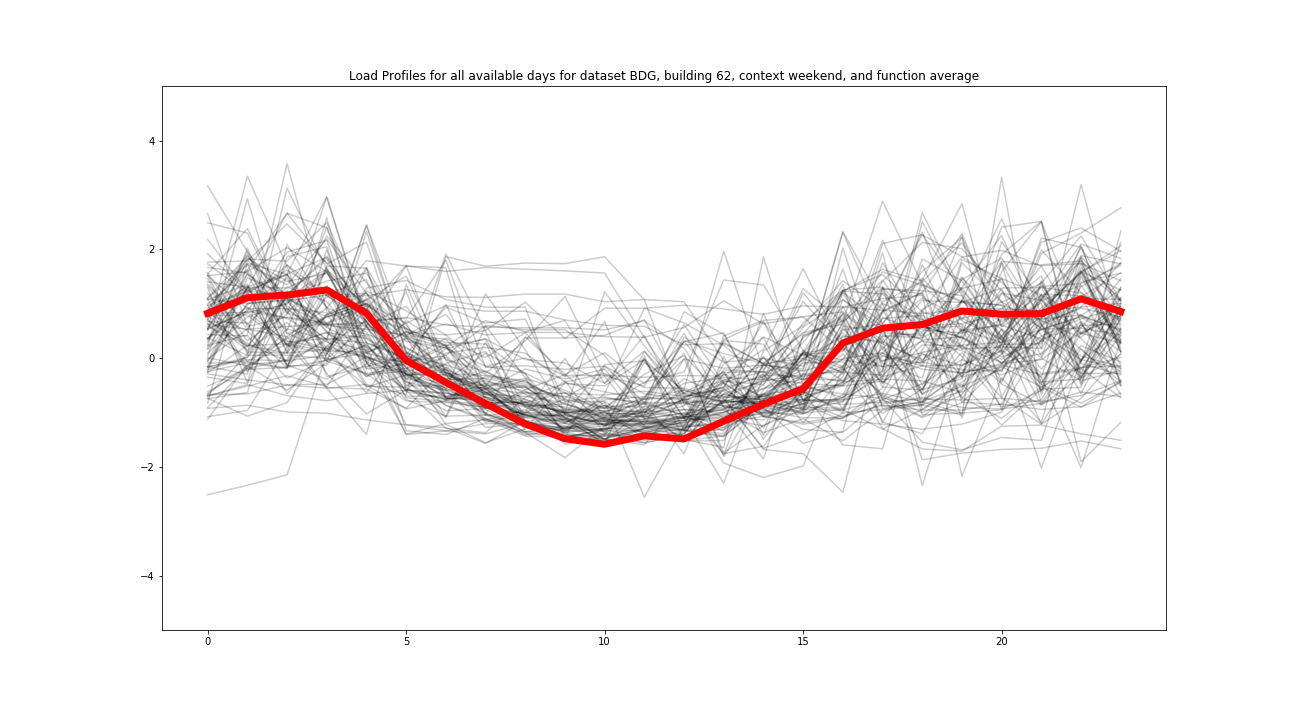 Load Profiles for all available days for dataset BDG, building 62, context weekend, and function average
4
2
0
−2
−4
0 5 10 15 20